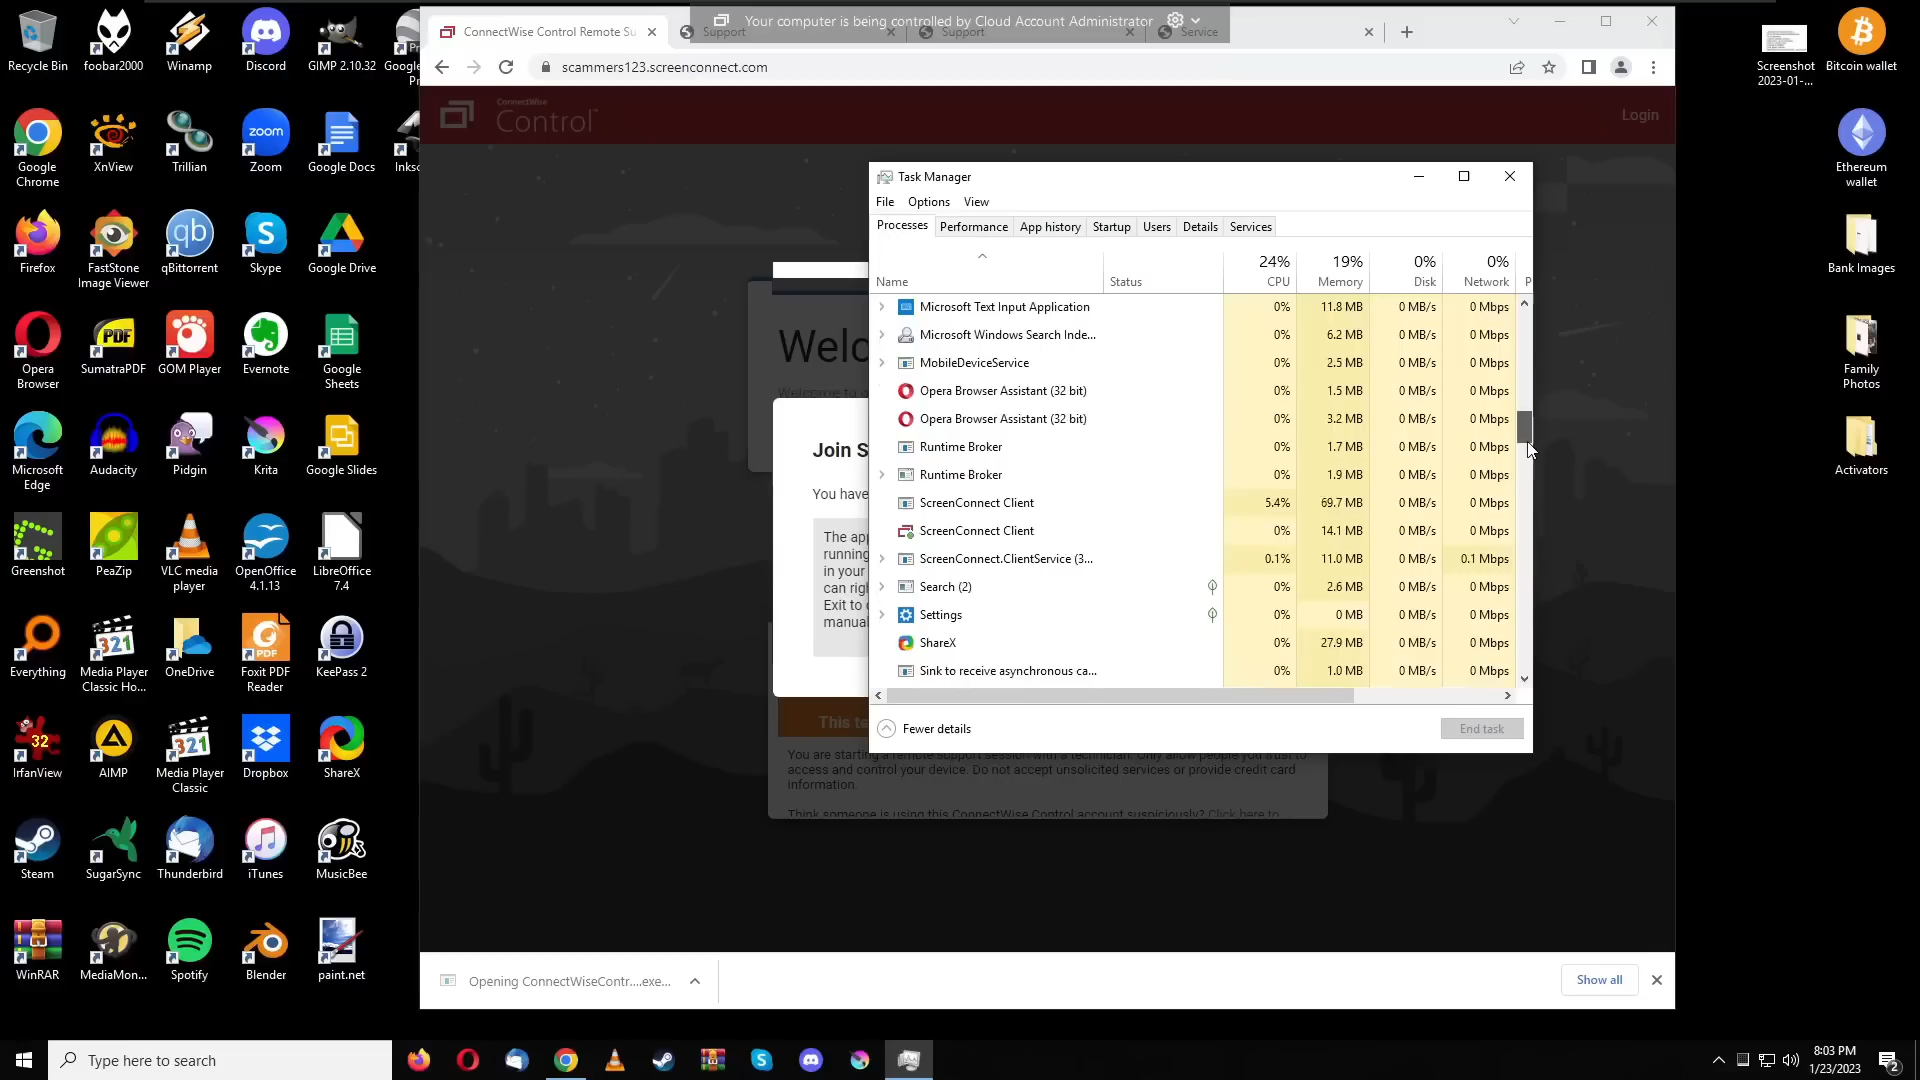 Your computer is being controlled by Cloud Account Administrator
ConnectWise Control Remote Su
Support
Support
Service
scammers123.screenconnect.com
ConnectWise
Control
Login
Recycle Bin
foobar2000
Winamp
Discord
GIMP 2.10.32
Google
Google Chrome
XnView
Trillian
Zoom
Google Docs
Firefox
FastStone Image Viewer
qBittorrent
Skype
Google Drive
Opera Browser
SumatraPDF
GOM Player
Evernote
Google Sheets
Microsoft Edge
Audacity
Pidgin
Krita
Google Slides
Greenshot
PeaZip
VLC media player
OpenOffice 4.1.13
LibreOffice 7.4
Everything
Media Player Classic Ho...
OneDrive
Foxit PDF Reader
KeePass 2
IrfanView
AIMP
Media Player Classic
Dropbox
ShareX
Steam
SugarSync
Thunderbird
iTunes
MusicBee
WinRAR
MediaMon...
Spotify
Blender
paint.net
Screenshot 2023-01-...
Bitcoin wallet
Ethereum wallet
Bank Images
Family Photos
Activators
Welc
Join S
You have
The app
running
in your
can rig
Exit to
manual
This te
Task Manager
File Options View
Processes Performance App history Startup Users Details Services
24% 19% 0% 0%
Name Status CPU Memory Disk Network P
Microsoft Text Input Application 0% 11.8 MB 0 MB/s 0 Mbps
Microsoft Windows Search Inde... 0% 6.2 MB 0 MB/s 0 Mbps
MobileDeviceService 0% 2.5 MB 0 MB/s 0 Mbps
Opera Browser Assistant (32 bit) 0% 1.5 MB 0 MB/s 0 Mbps
Opera Browser Assistant (32 bit) 0% 3.2 MB 0 MB/s 0 Mbps
Runtime Broker 0% 1.7 MB 0 MB/s 0 Mbps
Runtime Broker 0% 1.9 MB 0 MB/s 0 Mbps
ScreenConnect Client 5.4% 69.7 MB 0 MB/s 0 Mbps
ScreenConnect Client 0% 14.1 MB 0 MB/s 0 Mbps
ScreenConnect.ClientService (3... 0.1% 11.0 MB 0 MB/s 0.1 Mbps
Search (2) 0% 2.6 MB 0 MB/s 0 Mbps
Settings 0% 0 MB 0 MB/s 0 Mbps
ShareX 0% 27.9 MB 0 MB/s 0 Mbps
Sink to receive asynchronous ca... 0% 1.0 MB 0 MB/s 0 Mbps
Fewer details
End task
You are starting a remote support session with a technician. Only allow people you trust to
access and control your device. Do not accept unsolicited services or provide credit card
information.
Think someone is using this ConnectWise Control account suspiciously? Click here to
Opening ConnectWiseContr....exe...
Show all
Type here to search
8:03 PM
1/23/2023
2